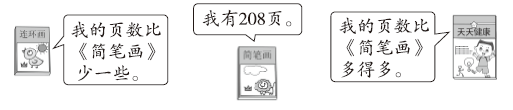 连环画
我的页数比
《简笔画》
少一些。
我有208页。
简笔画
我的页数比
《简笔画》
多得多。
天天健康